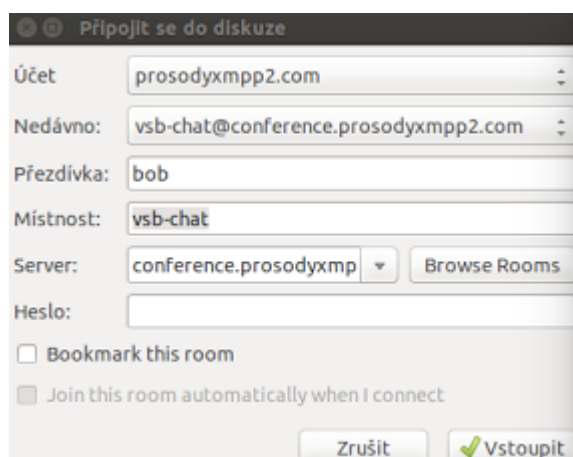 Připojit se do diskuze
Účet prosodyxmpp2.com
Nedávno: vsb-chat@conference.prosodyxmpp2.com
Přezdívka: bob
Místnost: vsb-chat
Server: conference.prosodyxmp Browse Rooms
Heslo:
Bookmark this room
Join this room automatically when I connect
Zrušit Vstoupit